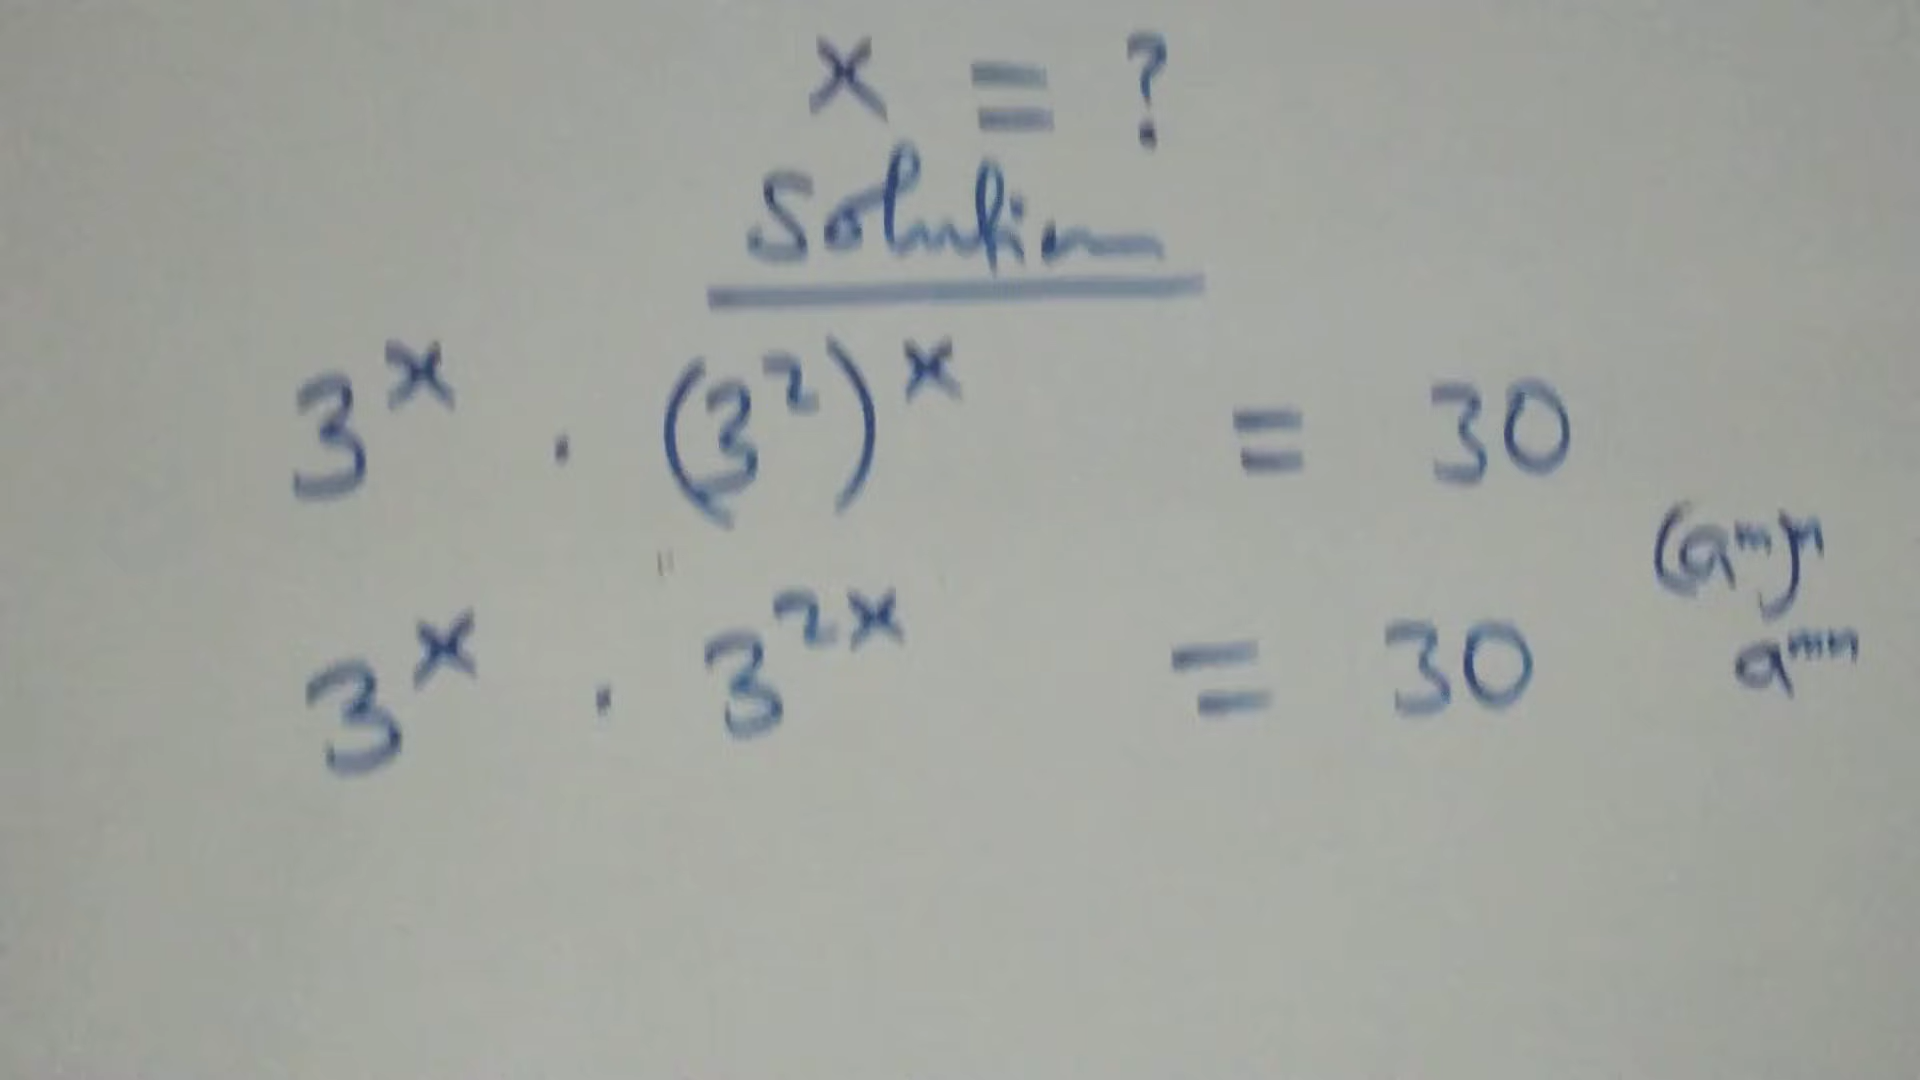 x = ?
Solution
3^x . (3^2)^x = 30
(a^m)^n
3^x . 3^{2x} = 30
a^{mn}